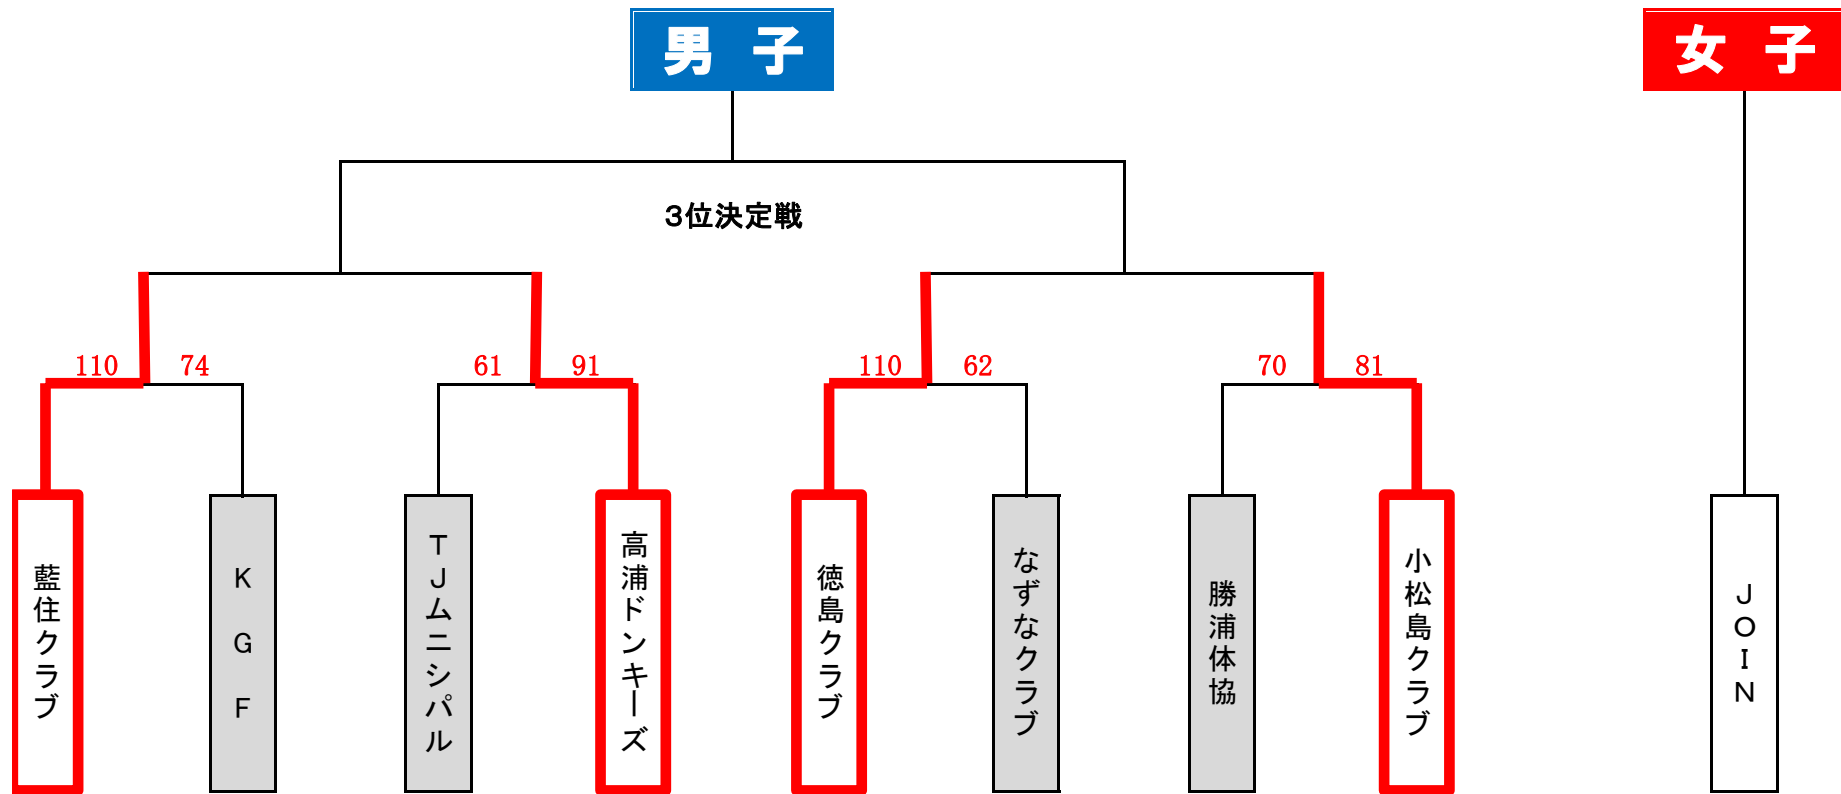 男 子
女 子
3位決定戦
110 74
61 91
110 62
70 81
藍住クラブ
KGF
TJムニシパル
高浦ドンキーズ
徳島クラブ
なずなクラブ
勝浦体協
小松島クラブ
JOIN